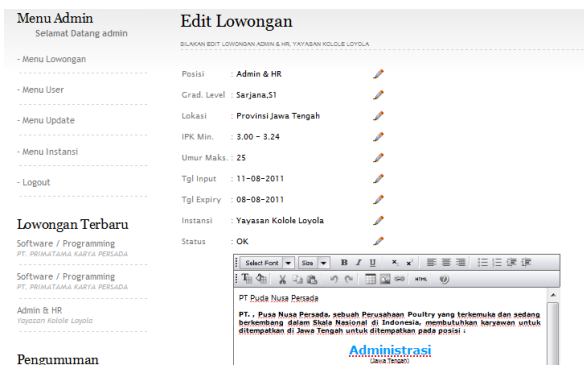 Menu Admin
Selamat Datang admin
- Menu Lowongan
- Menu User
- Menu Update
- Menu Instansi
- Logout
Lowongan Terbaru
Software / Programming
PT. PRIMATAMA KARYA PERSADA
Software / Programming
PT. PRIMATAMA KARYA PERSADA
Admin & HR
Yayasan Kolole Loyola
Pengumuman
Edit Lowongan
SILAKAN EDIT LOWONGAN ADMIN & HR, YAYASAN KOLOLE LOYOLA
Posisi : Admin & HR
Grad. Level : Sarjana,S1
Lokasi : Provinsi Jawa Tengah
IPK Min. : 3.00 - 3.24
Umur Maks. : 25
Tgl Input : 11-08-2011
Tgl Expiry : 08-08-2011
Instansi : Yayasan Kolole Loyola
Status : OK
Select Font Size B I U x, x' HTML
PT Puda Nusa Persada
PT. , Pusa Nusa Persada, sebuah Perusahaan Poultry yang terkemuka dan sedang
berkembang dalam Skala Nasional di Indonesia, membutuhkan karyawan untuk
ditempatkan di Jawa Tengah untuk ditempatkan pada posisi :
Administrasi
(Jawa Tengah)